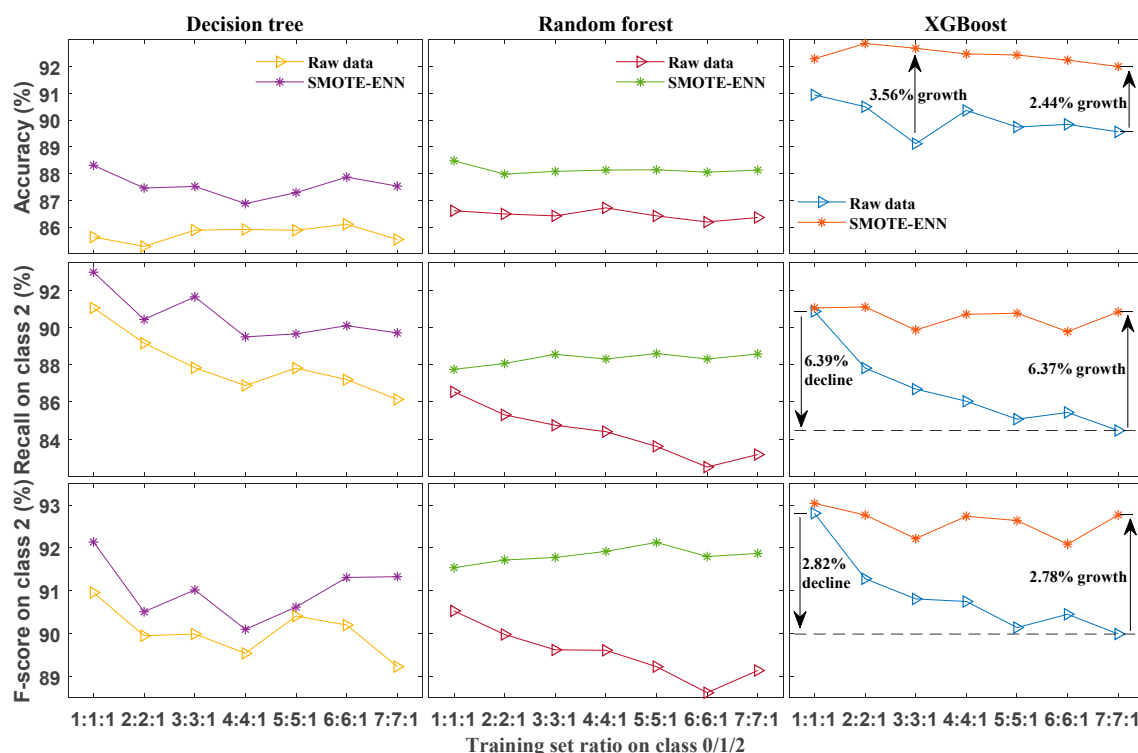 Decision tree
Random forest
XGBoost
Accuracy (%)
92
91
90
89
88
87
86
Raw data
SMOTE-ENN
Raw data
SMOTE-ENN
3.56% growth
2.44% growth
Raw data
SMOTE-ENN
Recall on class 2 (%)
92
90
88
86
84
6.39%
decline
6.37% growth
F-score on class 2 (%)
93
92
91
90
89
2.82%
decline
2.78% growth
1:1:1 2:2:1 3:3:1 4:4:1 5:5:1 6:6:1 7:7:1
1:1:1 2:2:1 3:3:1 4:4:1 5:5:1 6:6:1 7:7:1
1:1:1 2:2:1 3:3:1 4:4:1 5:5:1 6:6:1 7:7:1
Training set ratio on class 0/1/2